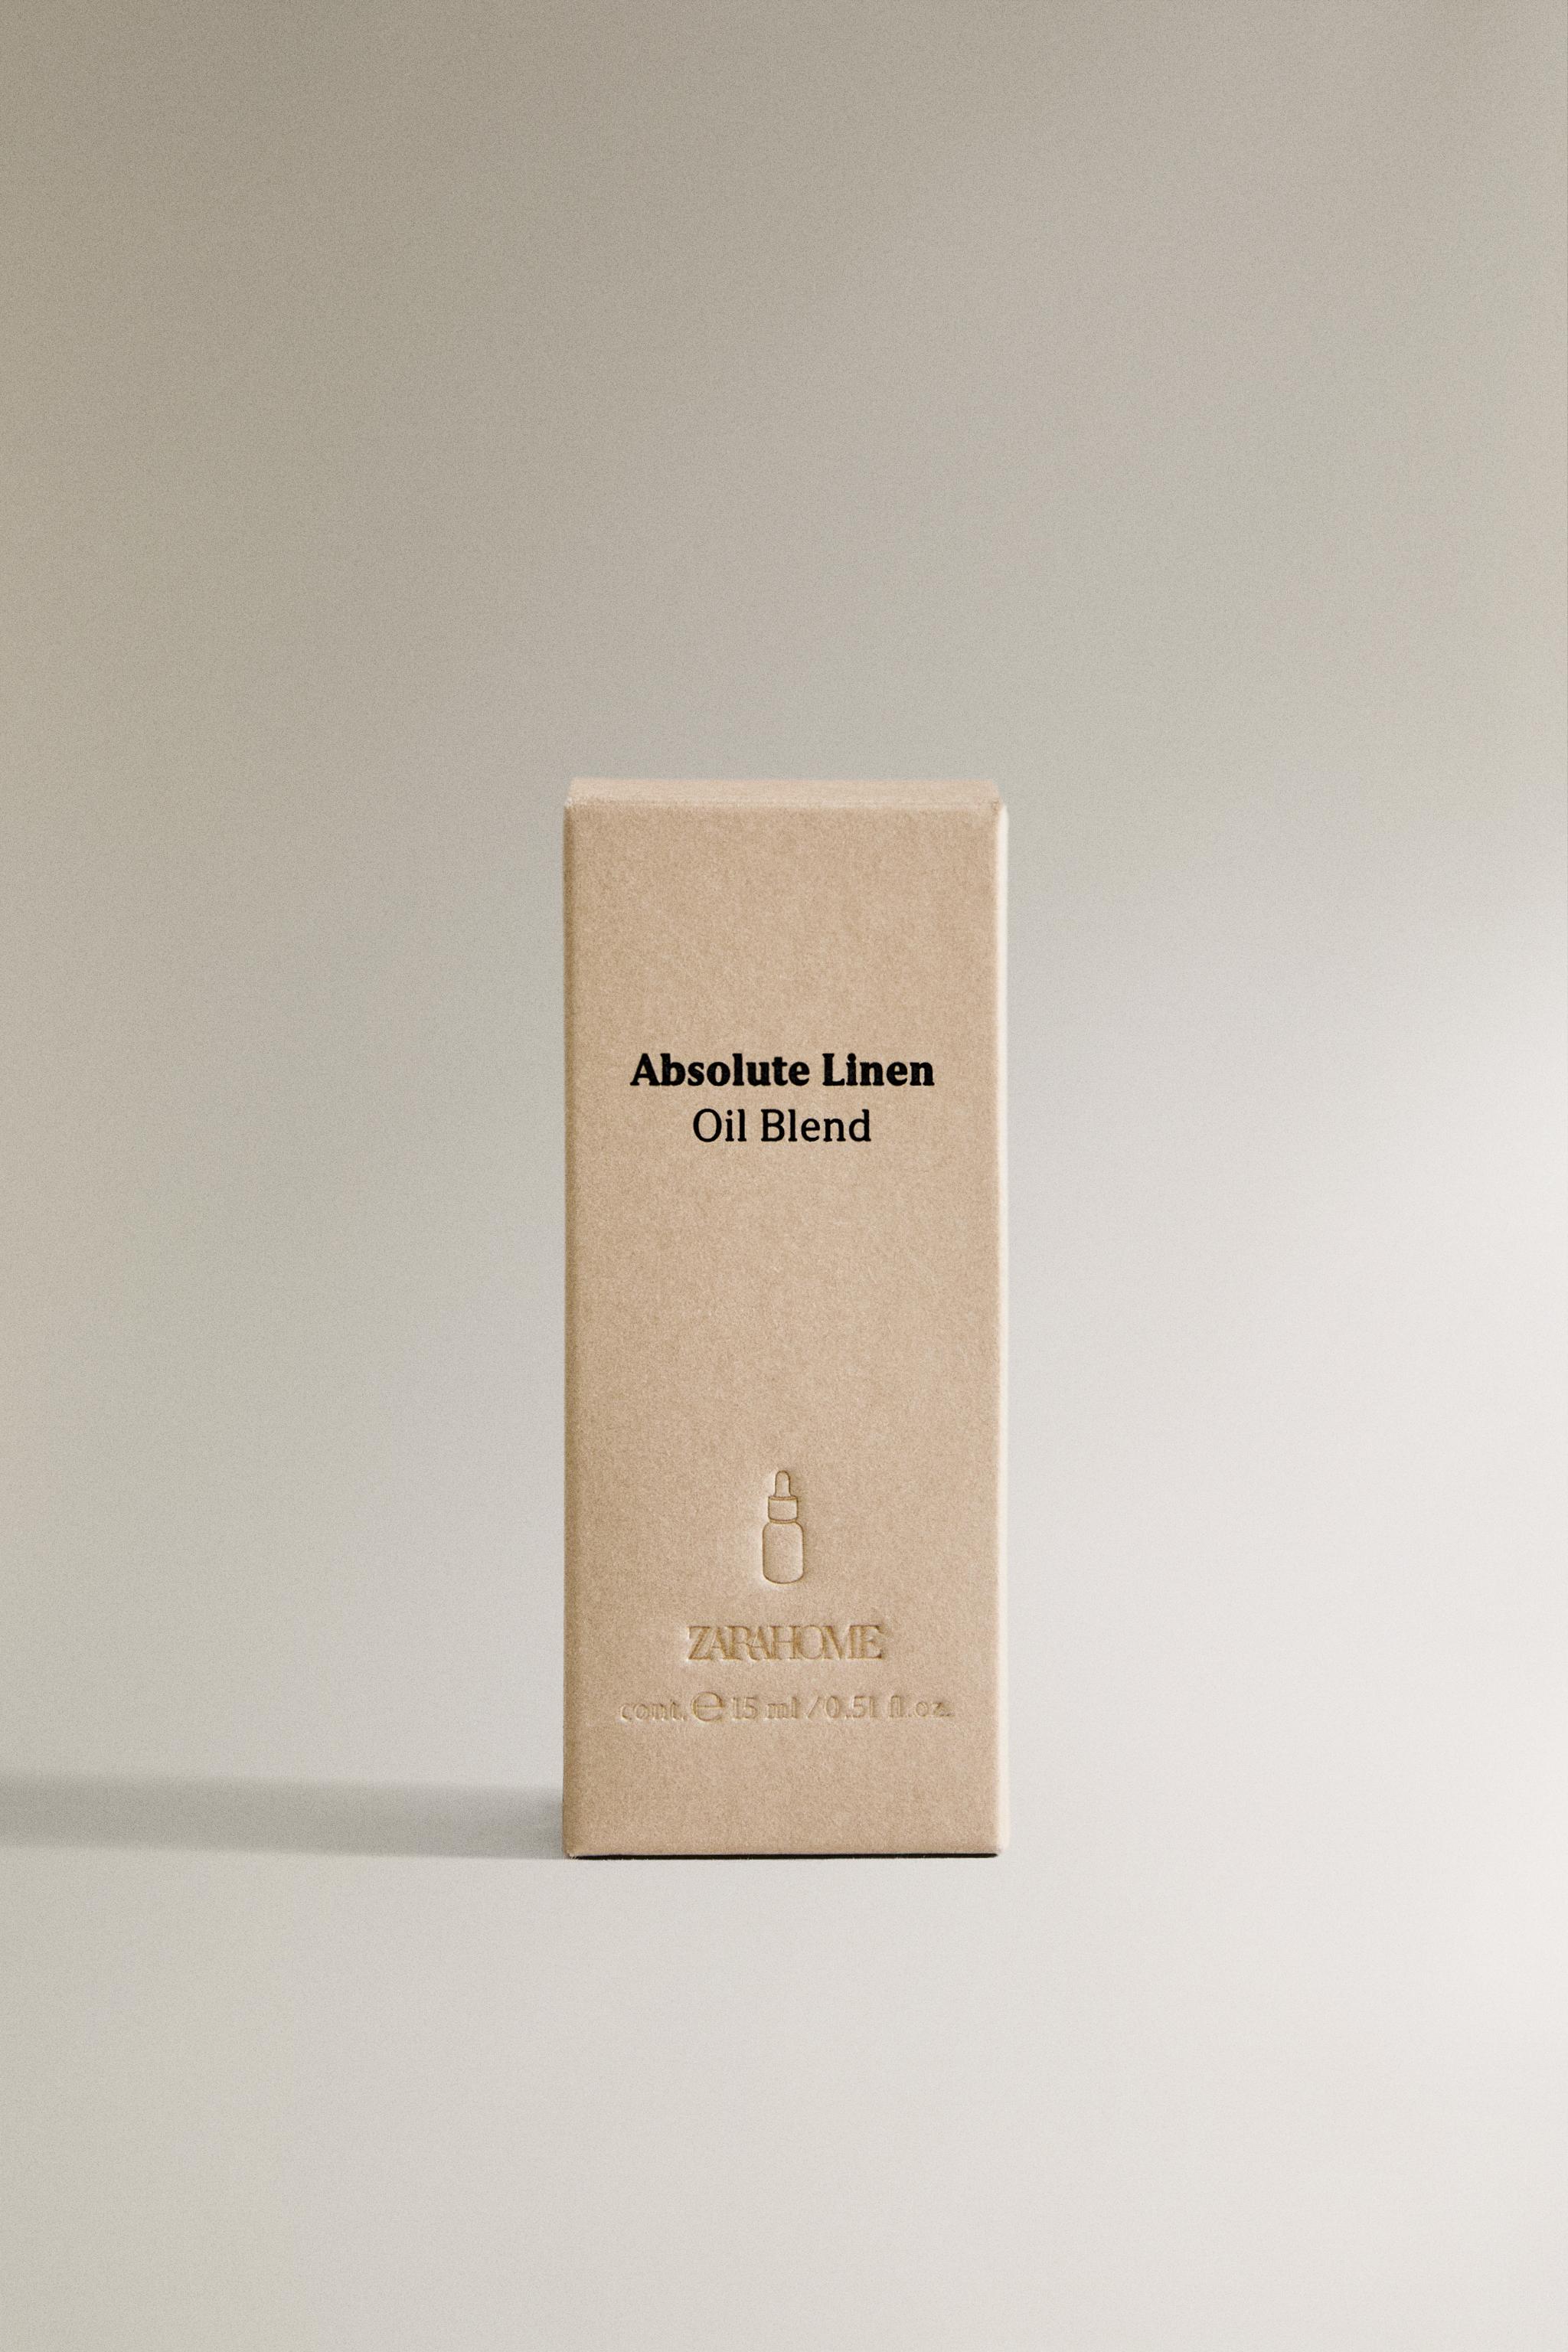 Absolute Linen
Oil Blend
ZARAHOME
cont. ℮ 15 ml / 0.51 fl. oz.